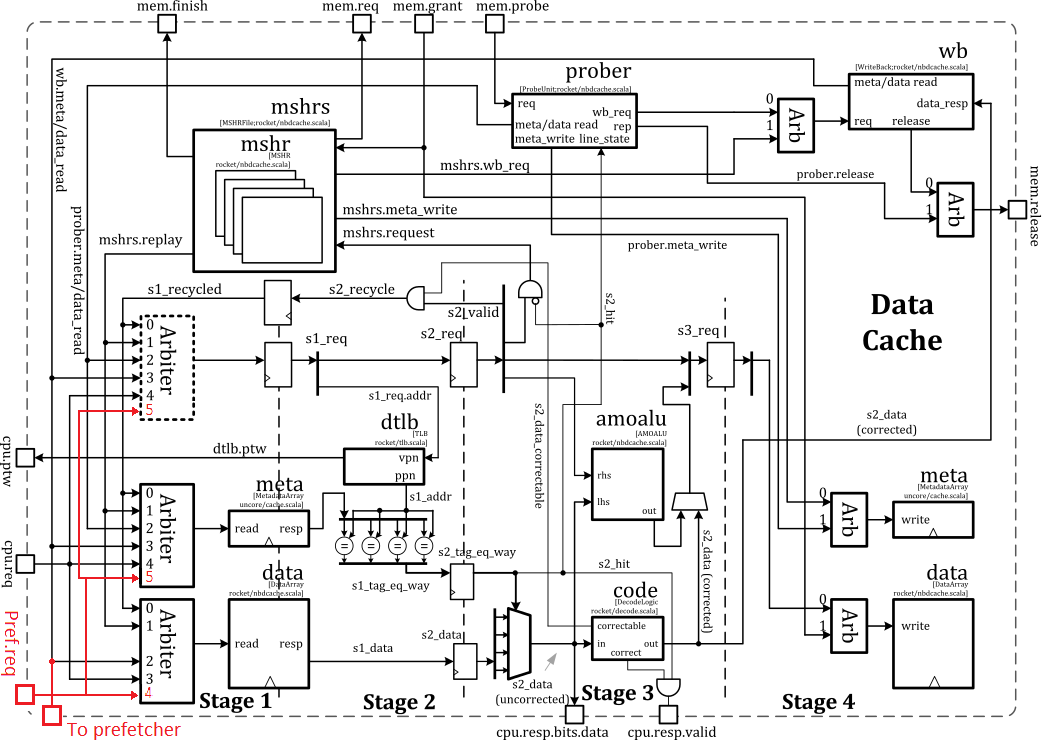 mem.finish
mem.req
mem.grant
mem.probe
wb
[WriteBack;rocket/nbdcache.scala]
meta/data read
data_resp
req
release
prober
[ProbeUnit;rocket/nbdcache.scala]
req
wb_req
meta/data read
rep
meta_write
line_state
0
1
Arb
mshrs
[MSHRFile;rocket/nbdcache.scala]
mshr
[MSHR
rocket/nbdcache.scala]
mshrs.wb_req
prober.release
0
1
Arb
mem.release
wb.meta/data_read
prober.meta/data_read
mshrs.meta_write
mshrs.request
mshrs.replay
prober.meta_write
s1_recycled
s2_recycle
s2_valid
s2_hit
Data
Cache
0
1
2
3
4
5
Arbiter
s1_req
s2_req
s3_req
s1_req.addr
s2_data_correctable
dtlb
[TLB
rocket/tlb.scala]
vpn
ppn
dtlb.ptw
cpu.ptw
s1_addr
amoalu
[AMOALU
rocket/nbdcache.scala]
rhs
lhs
out
s2_data
(corrected)
0
1
2
3
4
5
Arbiter
meta
[MetadataArray
uncore/cache.scala]
read
resp
=
=
=
=
s2_tag_eq_way
s1_tag_eq_way
s2_hit
s2_data (corrected)
0
1
Arb
meta
[MetadataArray
uncore/cache.scala]
write
cpu.req
0
1
2
3
4
Arbiter
data
[DataArray
rocket/nbdcache.scala]
read
resp
s1_data
s2_data
code
[DecodeLogic
rocket/decode.scala]
correctable
in
out
correct
0
1
Arb
data
[DataArray
rocket/nbdcache.scala]
write
Pref.req
s2_data
(uncorrected)
Stage 1
Stage 2
Stage 3
Stage 4
To prefetcher
cpu.resp.bits.data
cpu.resp.valid